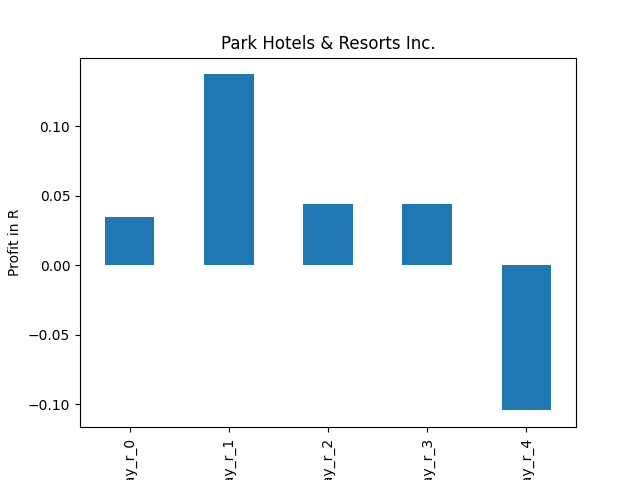 Park Hotels & Resorts Inc.
Profit in R
0.10
0.05
0.00
−0.05
−0.10
ay_r_0
ay_r_1
ay_r_2
ay_r_3
ay_r_4